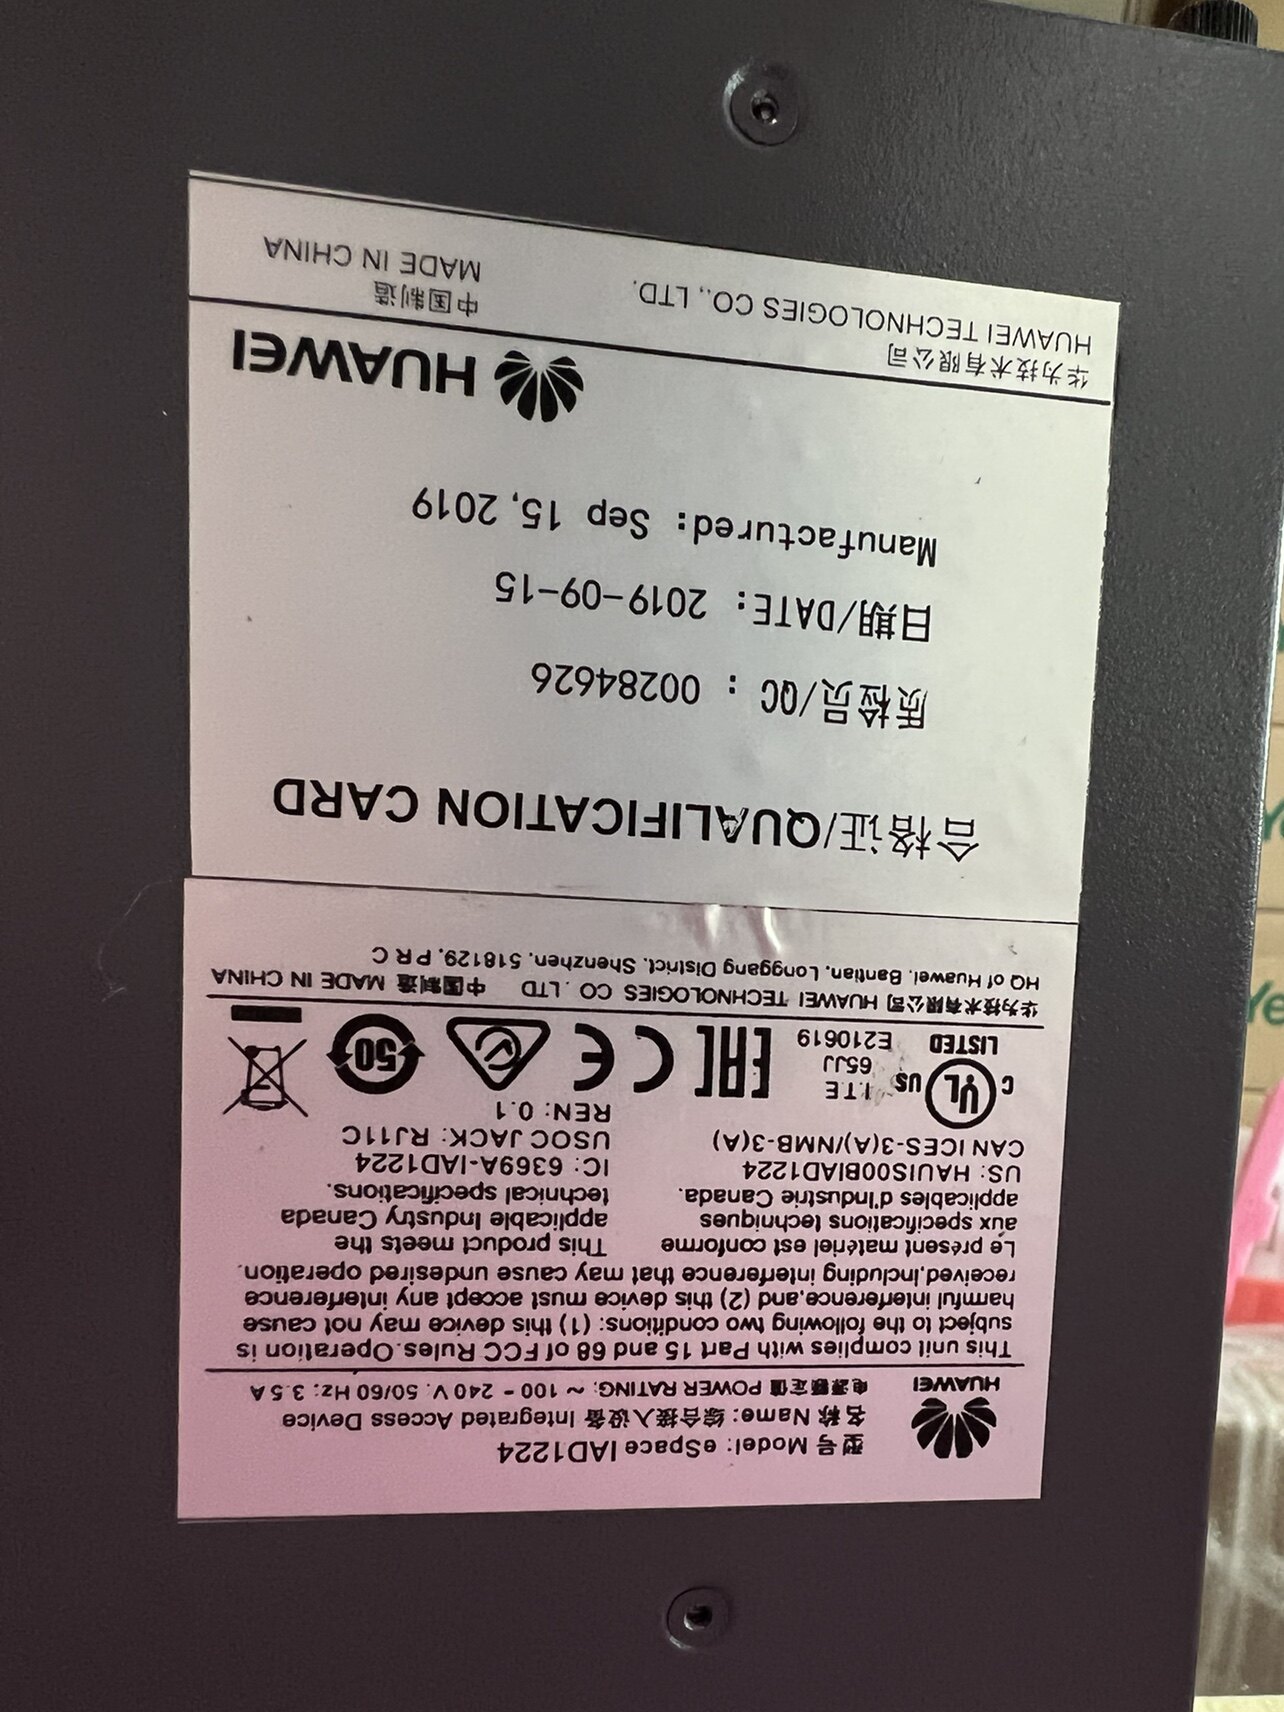 型号 Model: eSpace IAD1224
名称 Name: 综合接入设备 Integrated Access Device
HUAWEI
电源额定值 POWER RATING: ~ 100 - 240 V; 50/60 Hz; 3.5 A
This unit complies with Part 15 and 68 of FCC Rules.Operation is
subject to the following two conditions: (1) this device may not cause
harmful interference,and (2) this device must accept any interference
received,including interference that may cause undesired operation.
Le présent matériel est conforme
aux specifications techniques
applicables d'Industrie Canada.
US: HAUIS00BIAD1224
CAN ICES-3(A)/NMB-3(A)
This product meets the
applicable Industry Canada
technical specifications.
IC: 6369A-IAD1224
USOC JACK: RJ11C
REN: 0.1
C UL US
LISTED
I.T.E
65JJ
E210619
EAC
CE
50
华为技术有限公司 HUAWEI TECHNOLOGIES CO .LTD 中国制造 MADE IN CHINA
HQ of Huawei, Bantian, Longgang District, Shenzhen, 518129, P R C
合格证/QUALIFICATION CARD
质检员/QC : 00284626
日期/DATE: 2019-09-15
Manufactured: Sep 15, 2019
HUAWEI
华为技术有限公司
HUAWEI TECHNOLOGIES CO., LTD.
中国制造
MADE IN CHINA
Ye